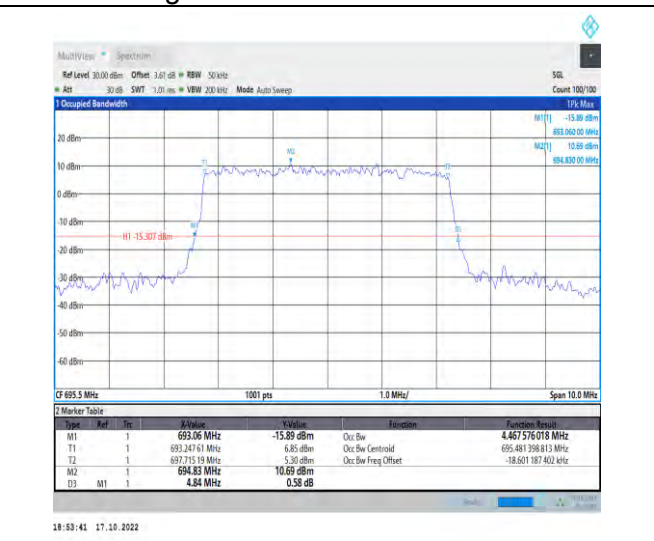 MultiView Spectrum
Ref Level 30.00 dBm Offset 3.61 dB RBW 50 kHz SGL
Att 30 dB SWT 1.01 ms VBW 200 kHz Mode Auto Sweep Count 100/100
1 Occupied Bandwidth 1Pk Max
M1[1] -15.89 dBm
693.060 00 MHz
M2[1] 10.69 dBm
694.830 00 MHz
20 dBm
M2
T1 T2
10 dBm
0 dBm
-10 dBm
M1
H1 -15.307 dBm
-20 dBm
-30 dBm
-40 dBm
-50 dBm
-60 dBm
CF 695.5 MHz 1001 pts 1.0 MHz/ Span 10.0 MHz
2 Marker Table
Type Ref Trc X-Value Y-Value Function Function Result
M1 1 693.06 MHz -15.89 dBm Occ Bw 4.467 576 018 MHz
T1 1 693.247 61 MHz 6.85 dBm Occ Bw Centroid 695.481 398 813 MHz
T2 1 697.715 19 MHz 5.30 dBm Occ Bw Freq Offset -18.601 187 402 kHz
M2 1 694.83 MHz 10.69 dBm
D3 M1 1 4.84 MHz 0.58 dB
18:53:41 17.10.2022